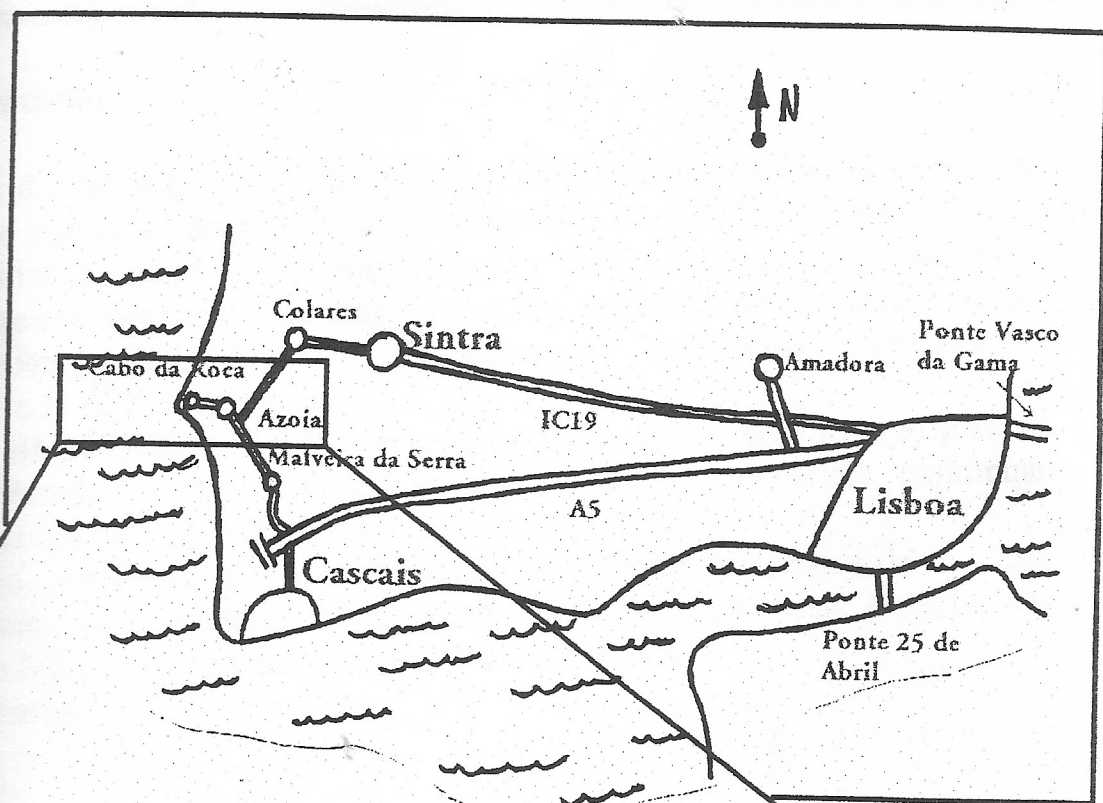 N
Colares
Sintra
Ponte Vasco
da Gama
Cabo da Roca
Amadora
Azoia
IC19
Malveira da Serra
A5
Lisboa
Cascais
Ponte 25 de
Abril